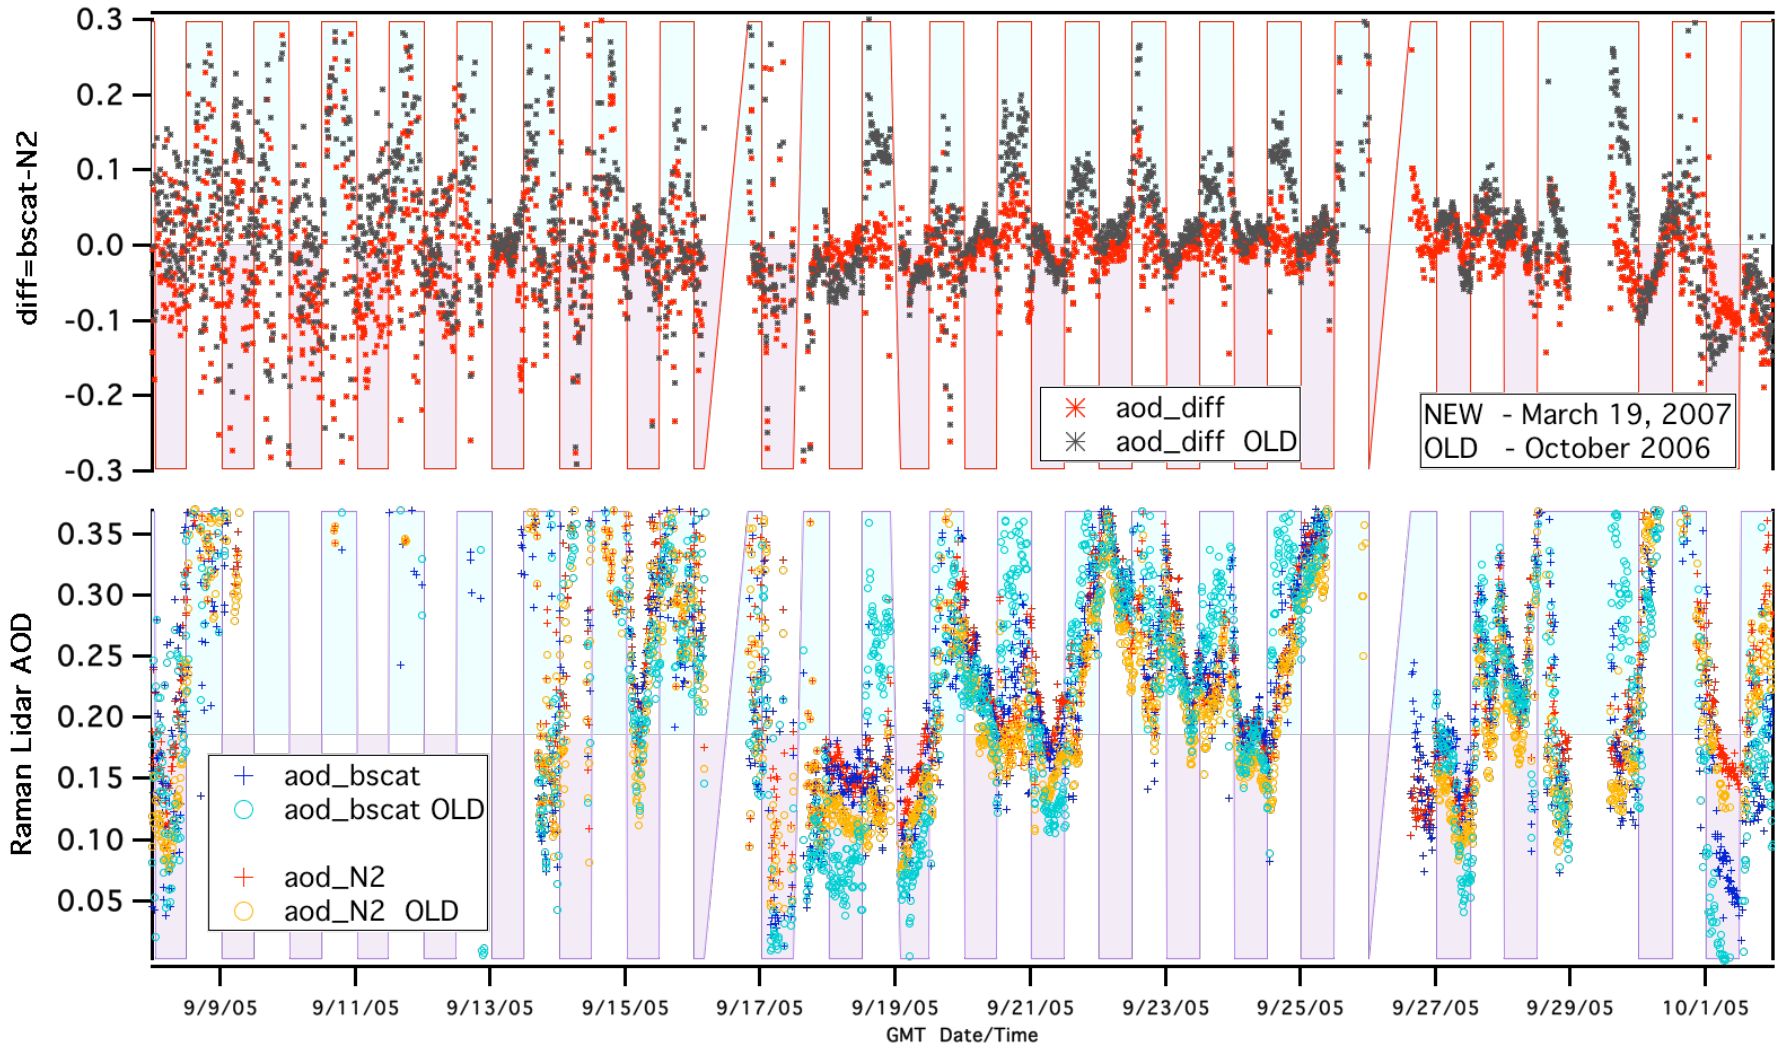 0.3
0.2
0.1
0.0
-0.1
-0.2
-0.3
diff=bscat-N2
aod_diff
aod_diff OLD
NEW - March 19, 2007
OLD - October 2006
0.35
0.30
0.25
0.20
0.15
0.10
0.05
Raman Lidar AOD
aod_bscat
aod_bscat OLD
aod_N2
aod_N2 OLD
9/9/05 9/11/05 9/13/05 9/15/05 9/17/05 9/19/05 9/21/05 9/23/05 9/25/05 9/27/05 9/29/05 10/1/05
GMT Date/Time